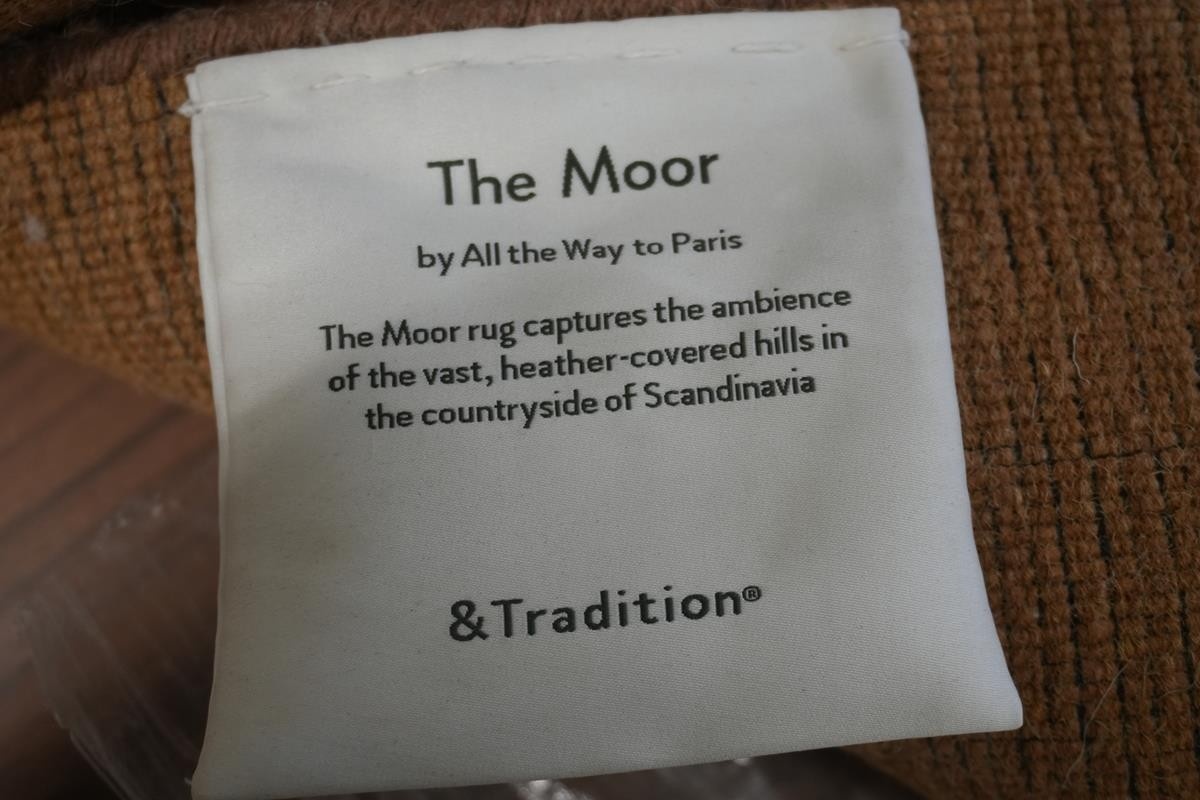 The Moor
by All the Way to Paris
The Moor rug captures the ambience
of the vast, heather-covered hills in
the countryside of Scandinavia
&Tradition®